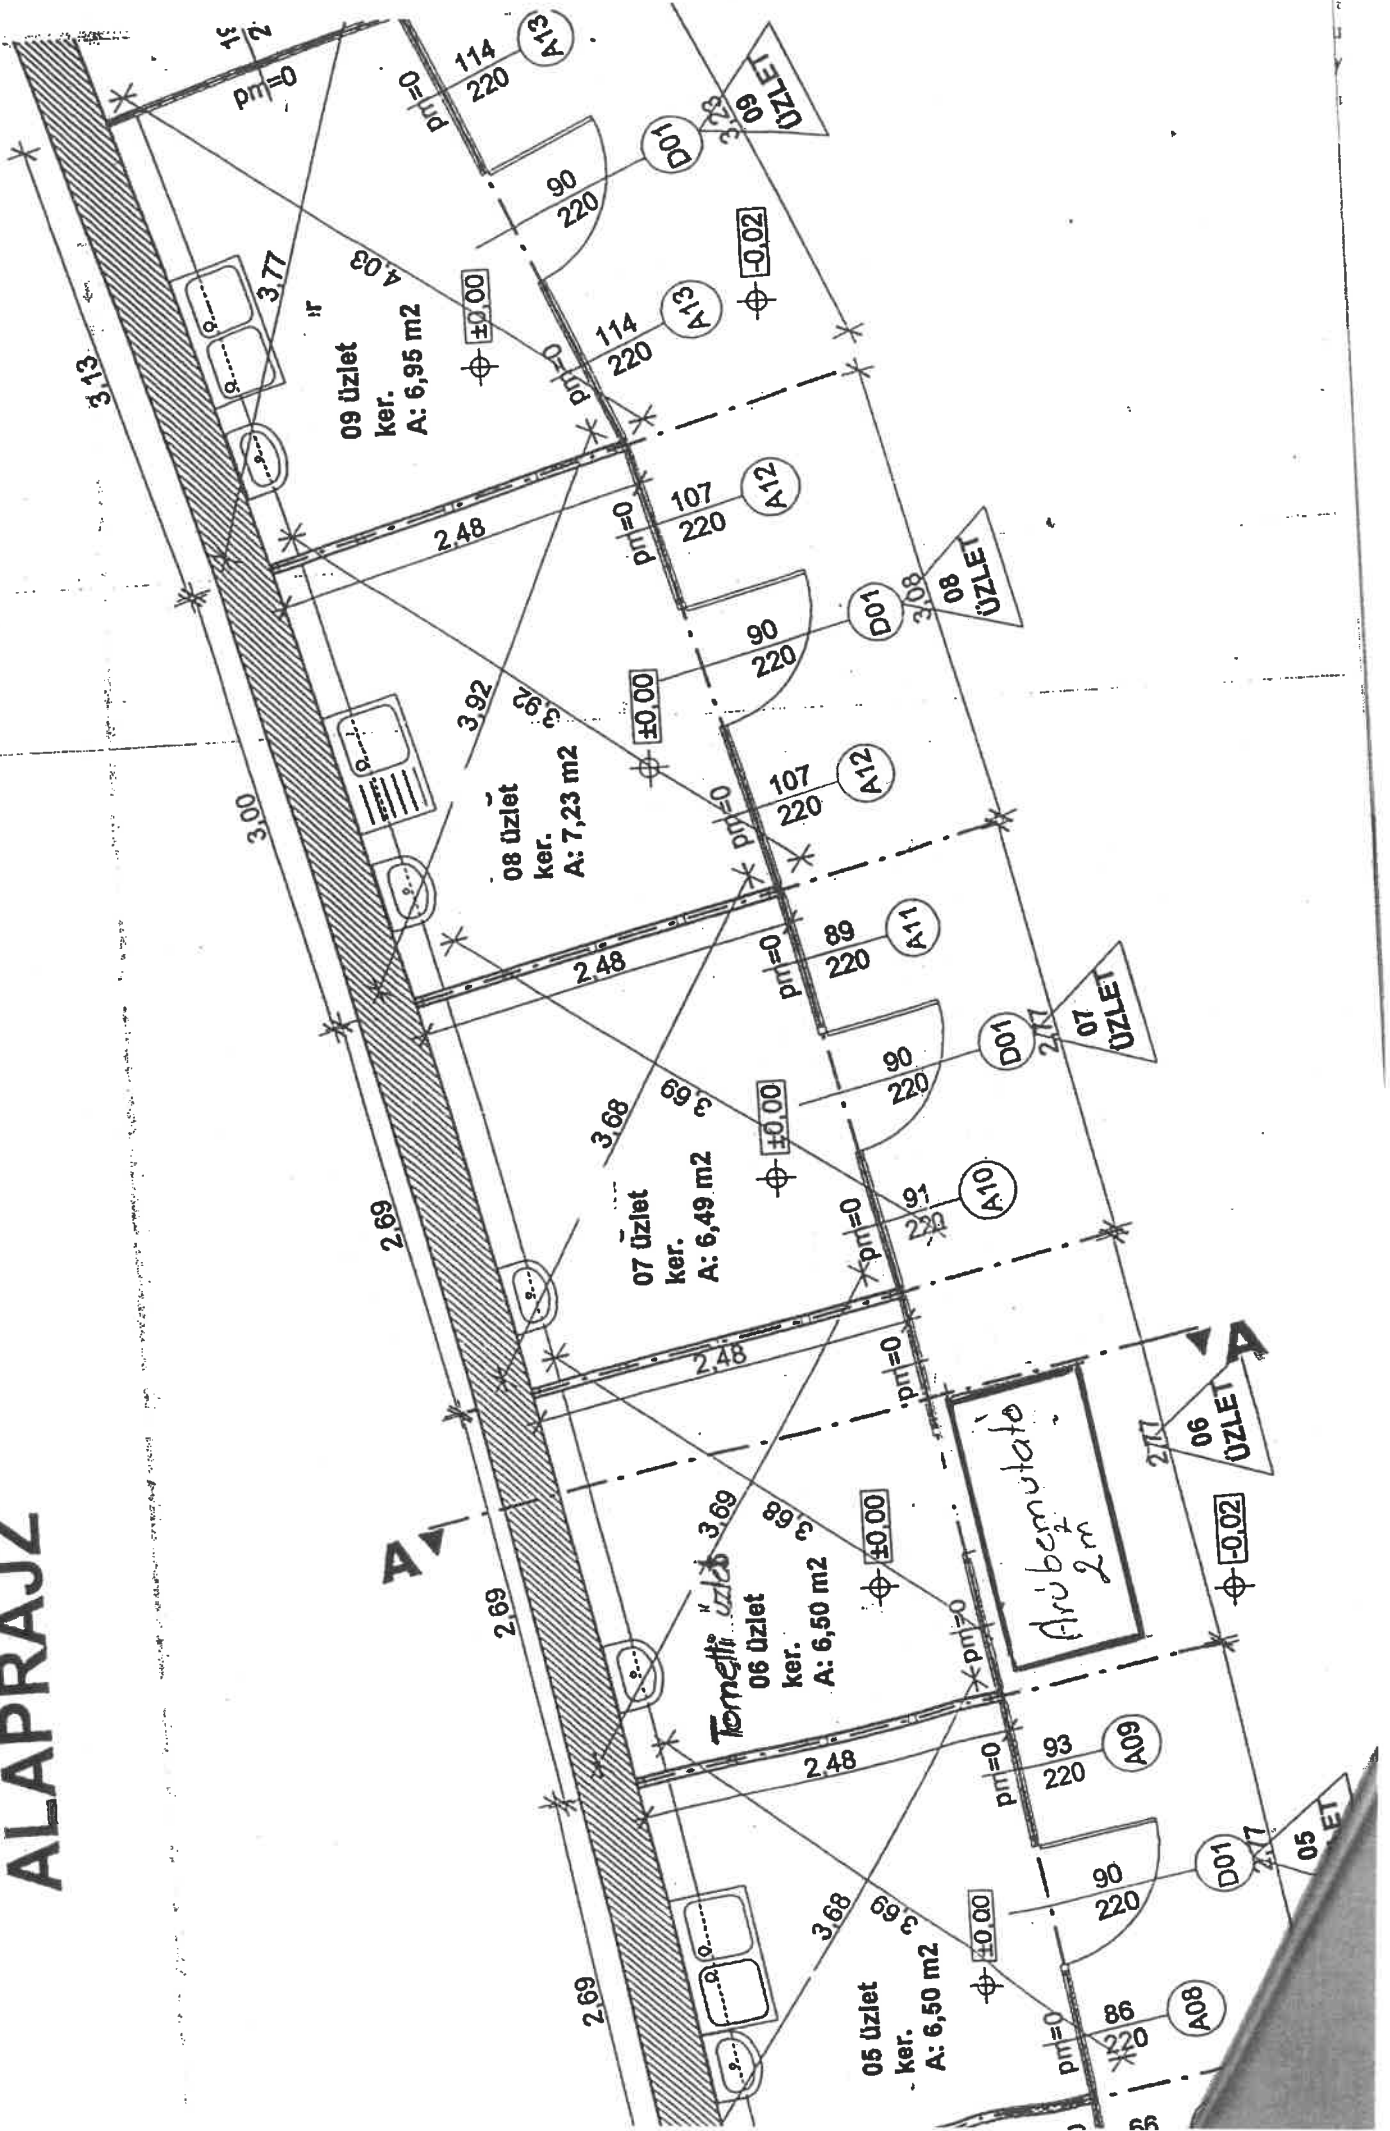 ALAPRAJZ
pm=0
114
220
A13
3,13
3,77
4,03
09 üzlet
ker.
A: 6,95 m2
±0,00
pm=0
90
220
D01
3,23
09
ÜZLET
pm=0
114
220
A13
-0,02
3,00
2,48
3,92
3,92
08 üzlet
ker.
A: 7,23 m2
±0,00
pm=0
107
220
A12
90
220
D01
3,08
08
ÜZLET
pm=0
107
220
A12
2,69
2,48
3,68
3,69
07 üzlet
ker.
A: 6,49 m2
±0,00
pm=0
89
220
A11
90
220
D01
2,77
07
ÜZLET
pm=0
91
220
A10
A
A
2,69
2,48
3,69
3,68
Tornetti üzlet
06 üzlet
ker.
A: 6,50 m2
±0,00
pm=0
pm=0
Árúbemutató
2 m2
2,77
06
ÜZLET
-0,02
2,69
2,48
3,68
3,69
05 üzlet
ker.
A: 6,50 m2
±0,00
pm=0
93
220
A09
90
220
D01
2,77
05
pm=0
86
220
A08